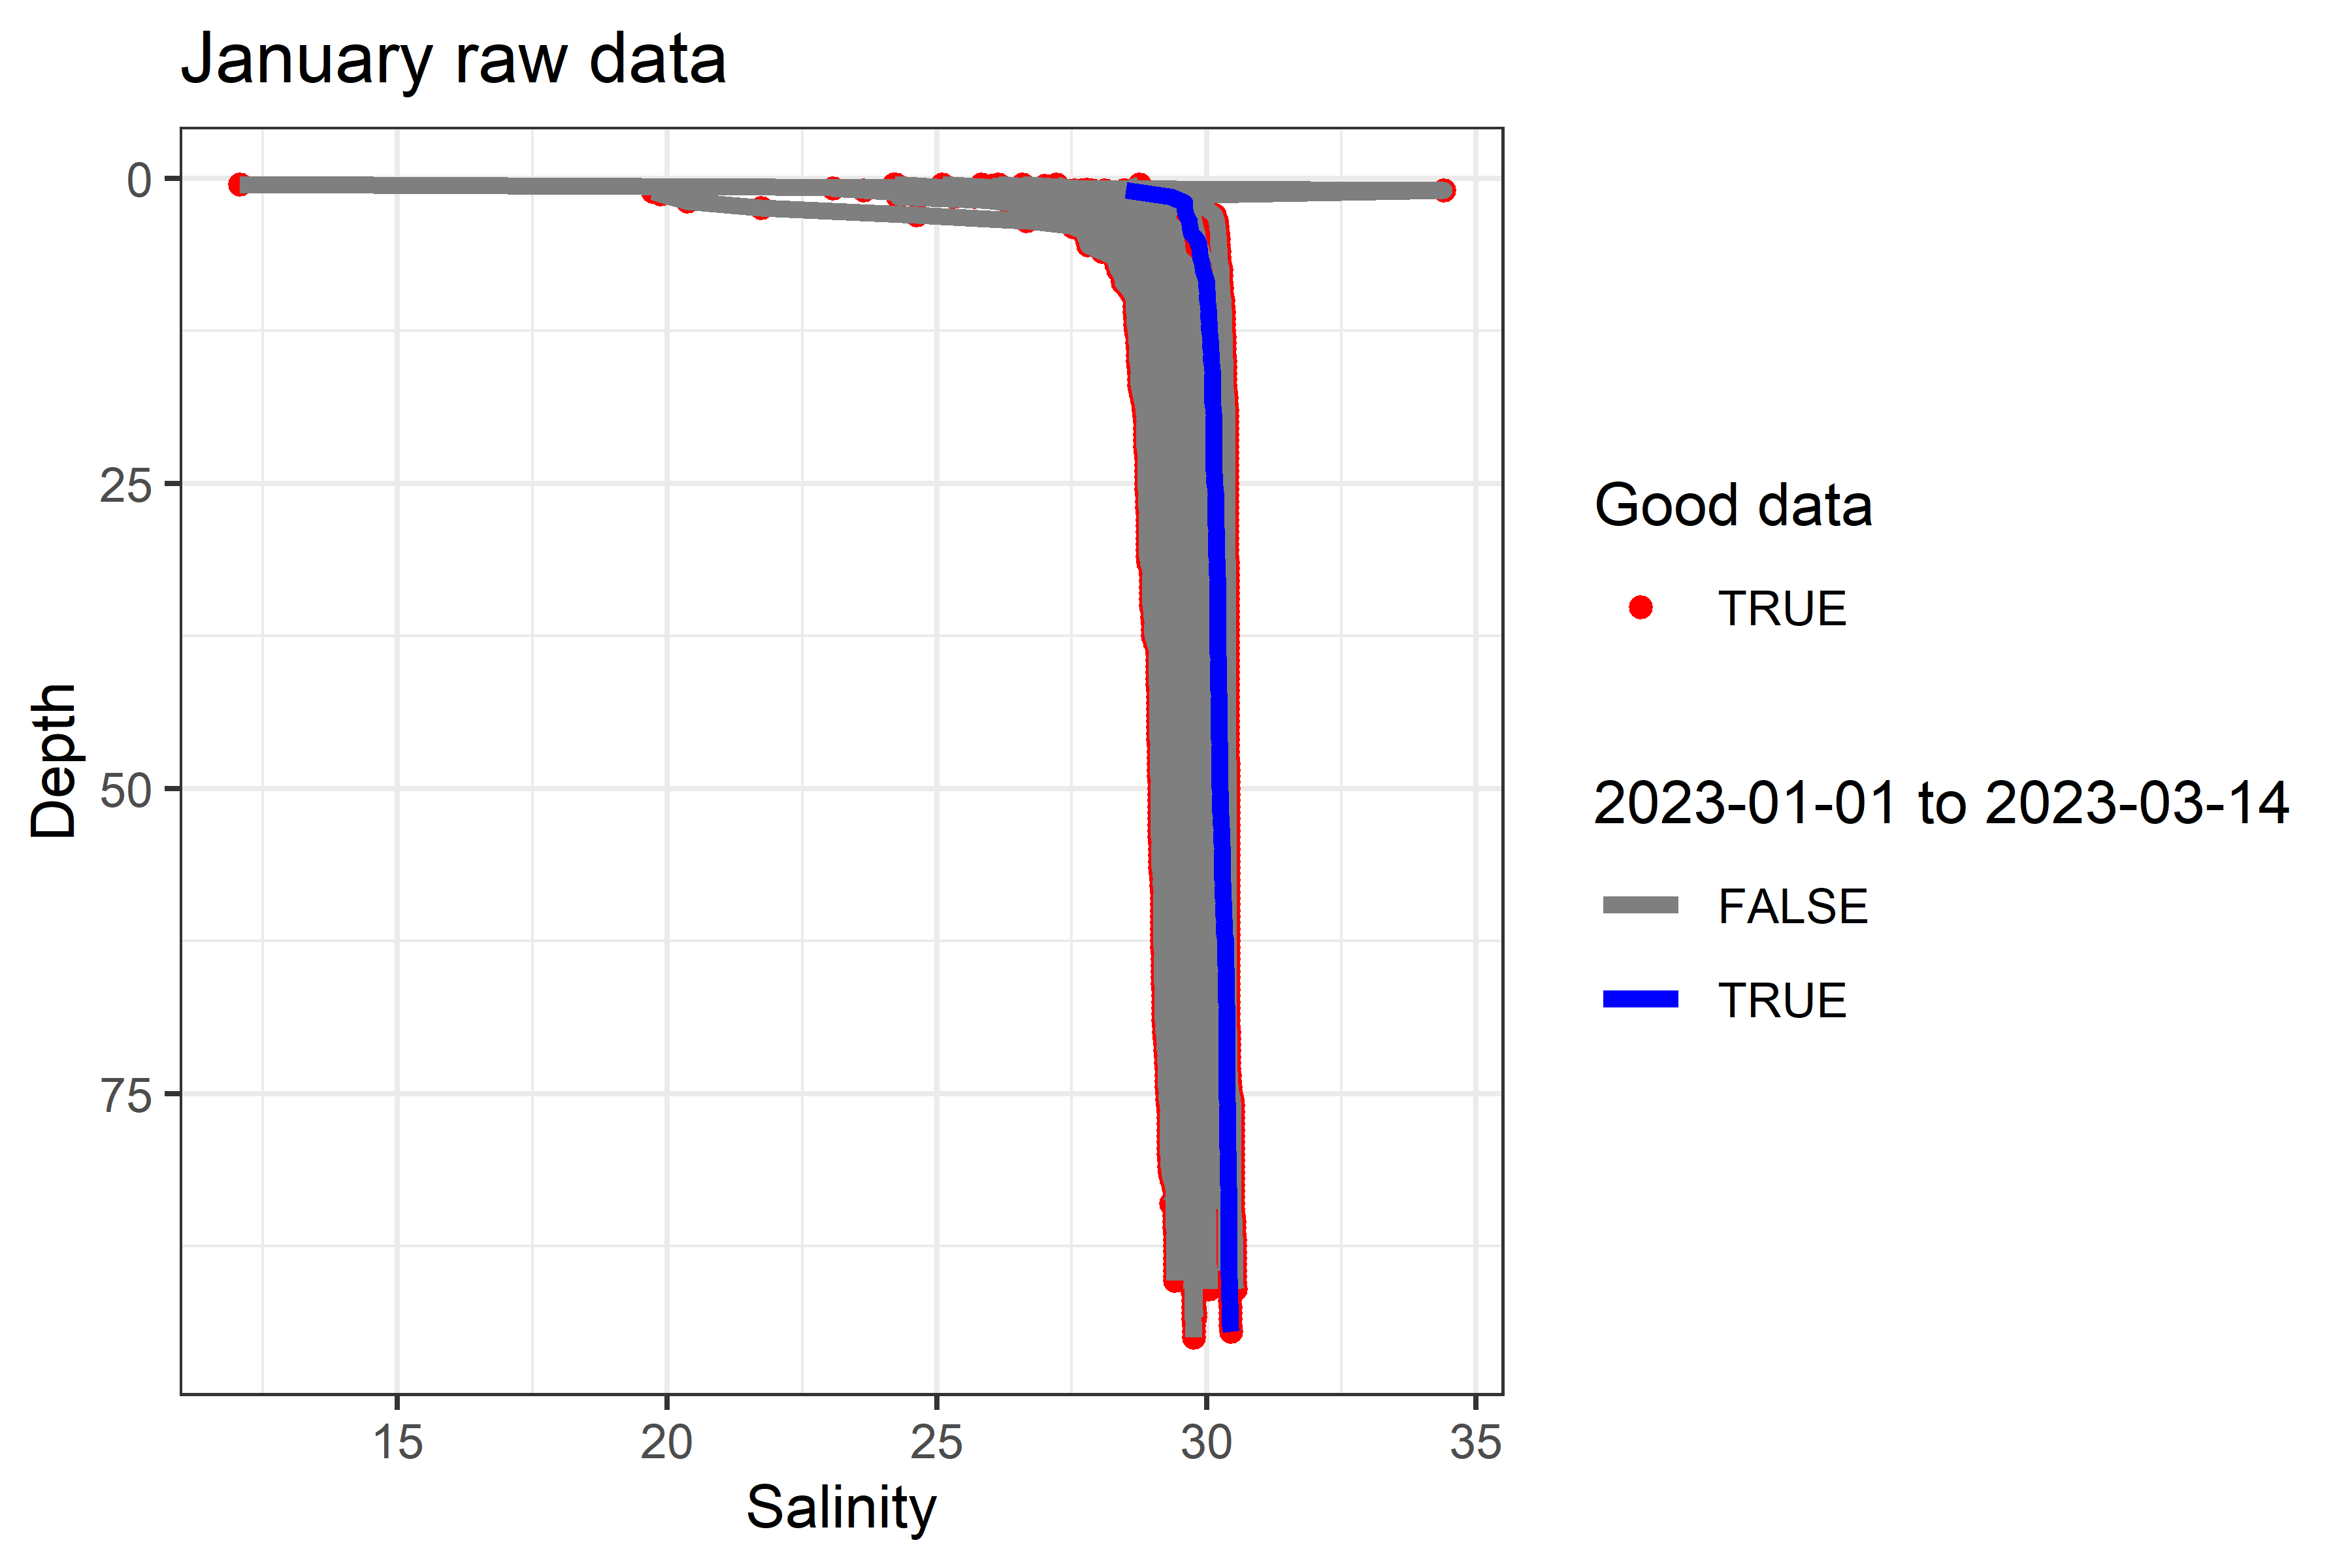 January raw data
0
25
50
75
Depth
15 20 25 30 35
Salinity
Good data
TRUE
2023-01-01 to 2023-03-14
FALSE
TRUE